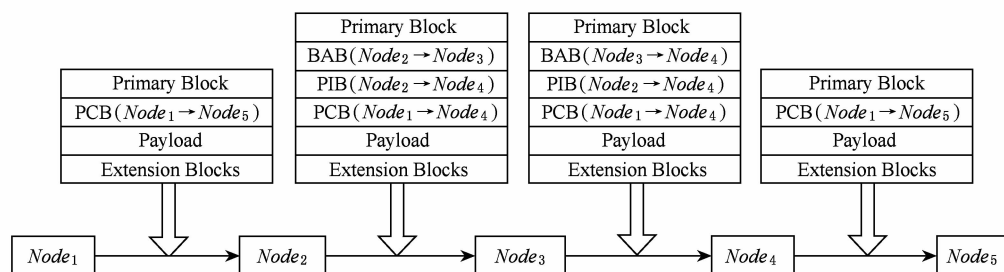 Primary Block
PCB(Node₁→Node₅)
Payload
Extension Blocks
Primary Block
BAB(Node₂→Node₃)
PIB(Node₂→Node₄)
PCB(Node₁→Node₄)
Payload
Extension Blocks
Primary Block
BAB(Node₃→Node₄)
PIB(Node₂→Node₄)
PCB(Node₁→Node₄)
Payload
Extension Blocks
Primary Block
PCB(Node₁→Node₅)
Payload
Extension Blocks
Node₁
Node₂
Node₃
Node₄
Node₅